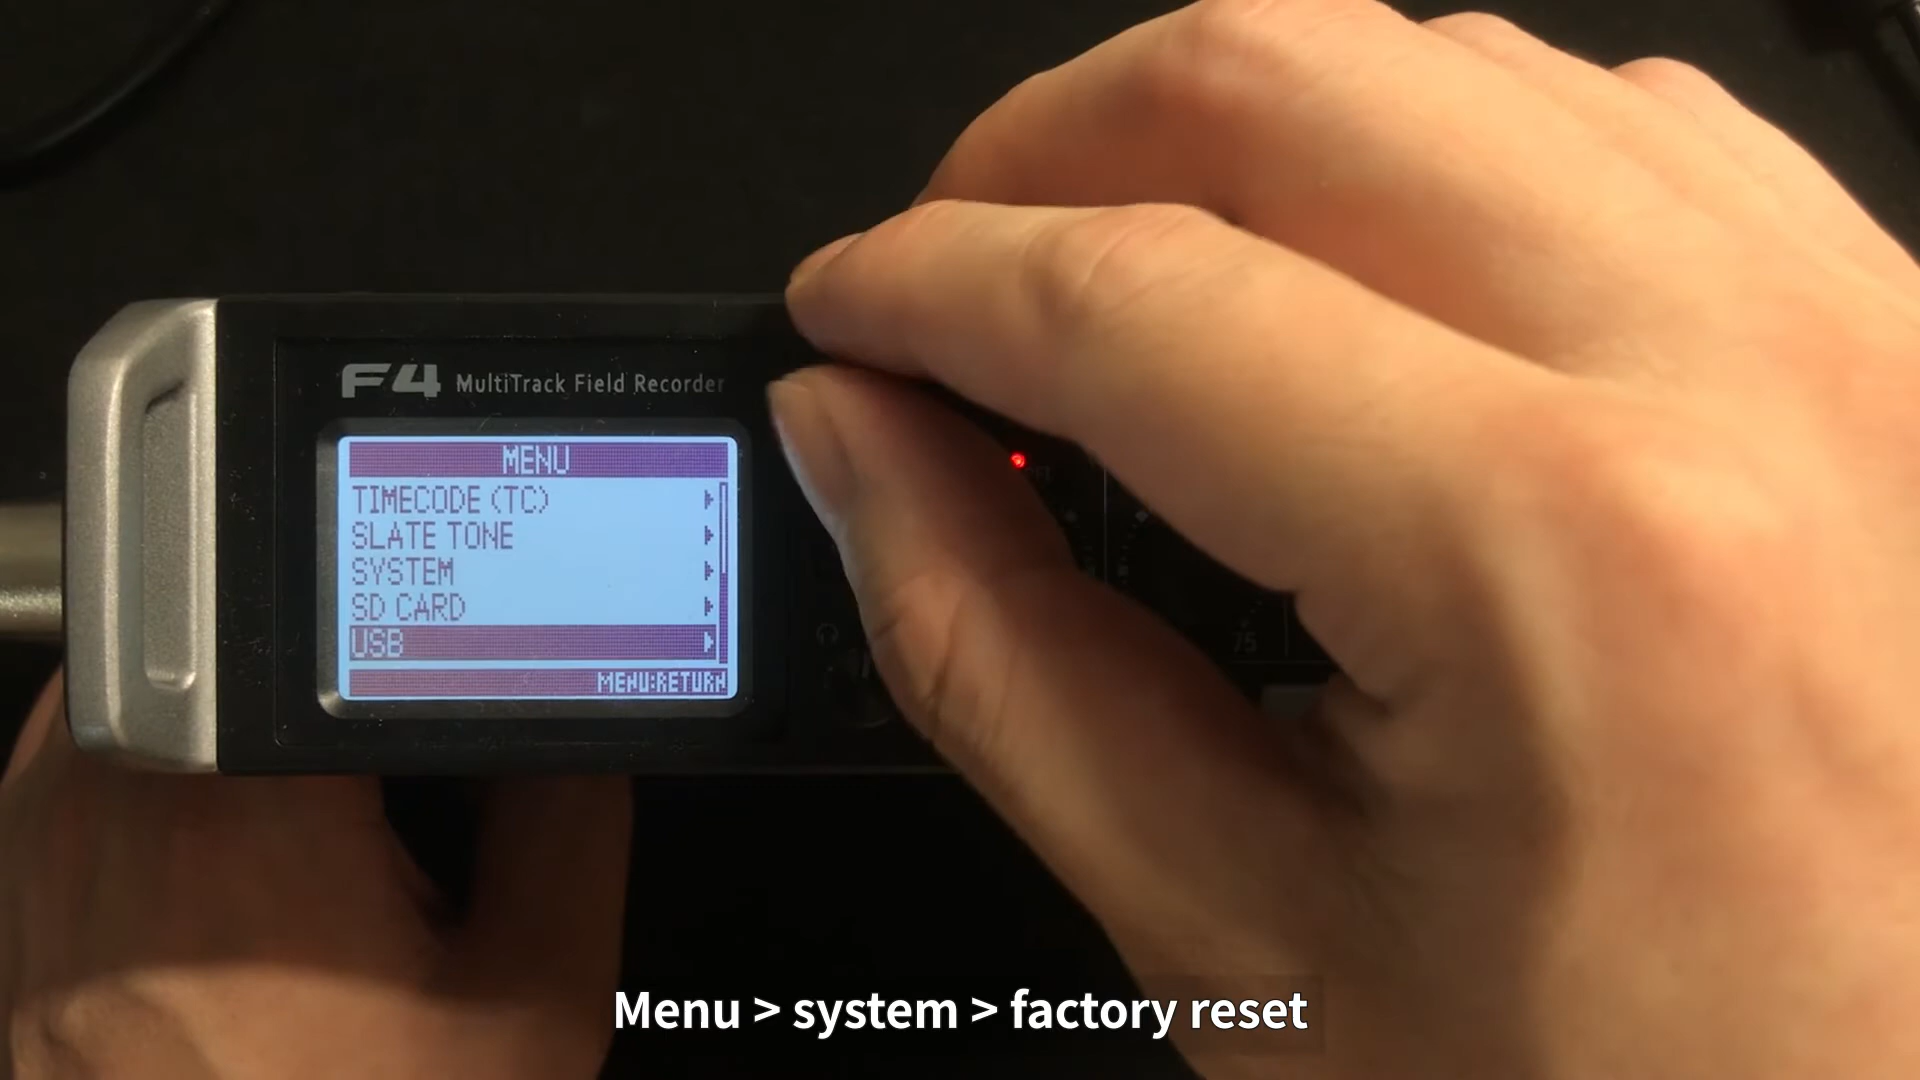 F4 MultiTrack Field Recorder
MENU
TIMECODE (TC)
SLATE TONE
SYSTEM
SD CARD
USB
MENU:RETURN
75
Menu > system > factory reset